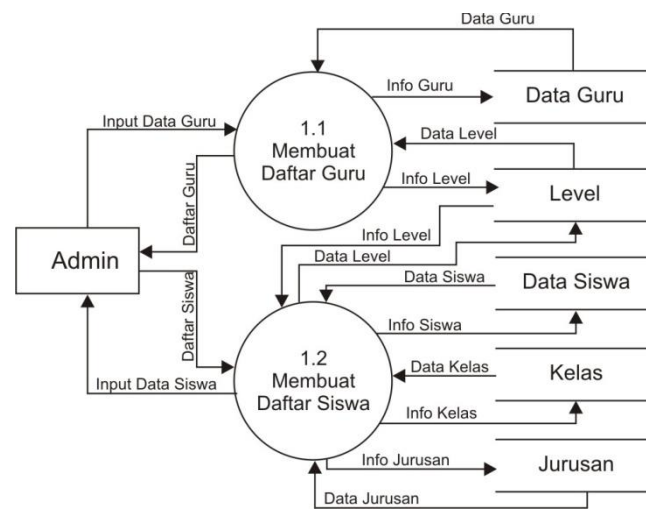 Data Guru
Info Guru
Data Guru
Input Data Guru
1.1
Membuat
Daftar Guru
Data Level
Info Level
Level
Daftar Guru
Info Level
Data Level
Admin
Daftar Siswa
Data Siswa
Data Siswa
Info Siswa
1.2
Membuat
Daftar Siswa
Input Data Siswa
Data Kelas
Kelas
Info Kelas
Info Jurusan
Jurusan
Data Jurusan